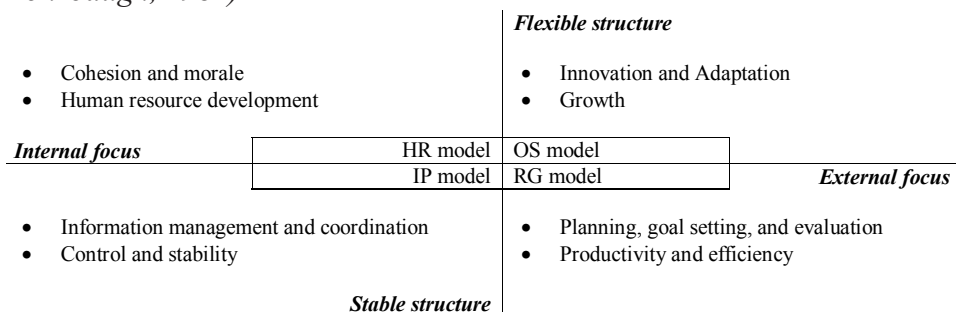 Flexible structure
• Cohesion and morale
• Human resource development
• Innovation and Adaptation
• Growth
Internal focus
HR model
OS model
IP model
RG model
External focus
• Information management and coordination
• Control and stability
• Planning, goal setting, and evaluation
• Productivity and efficiency
Stable structure